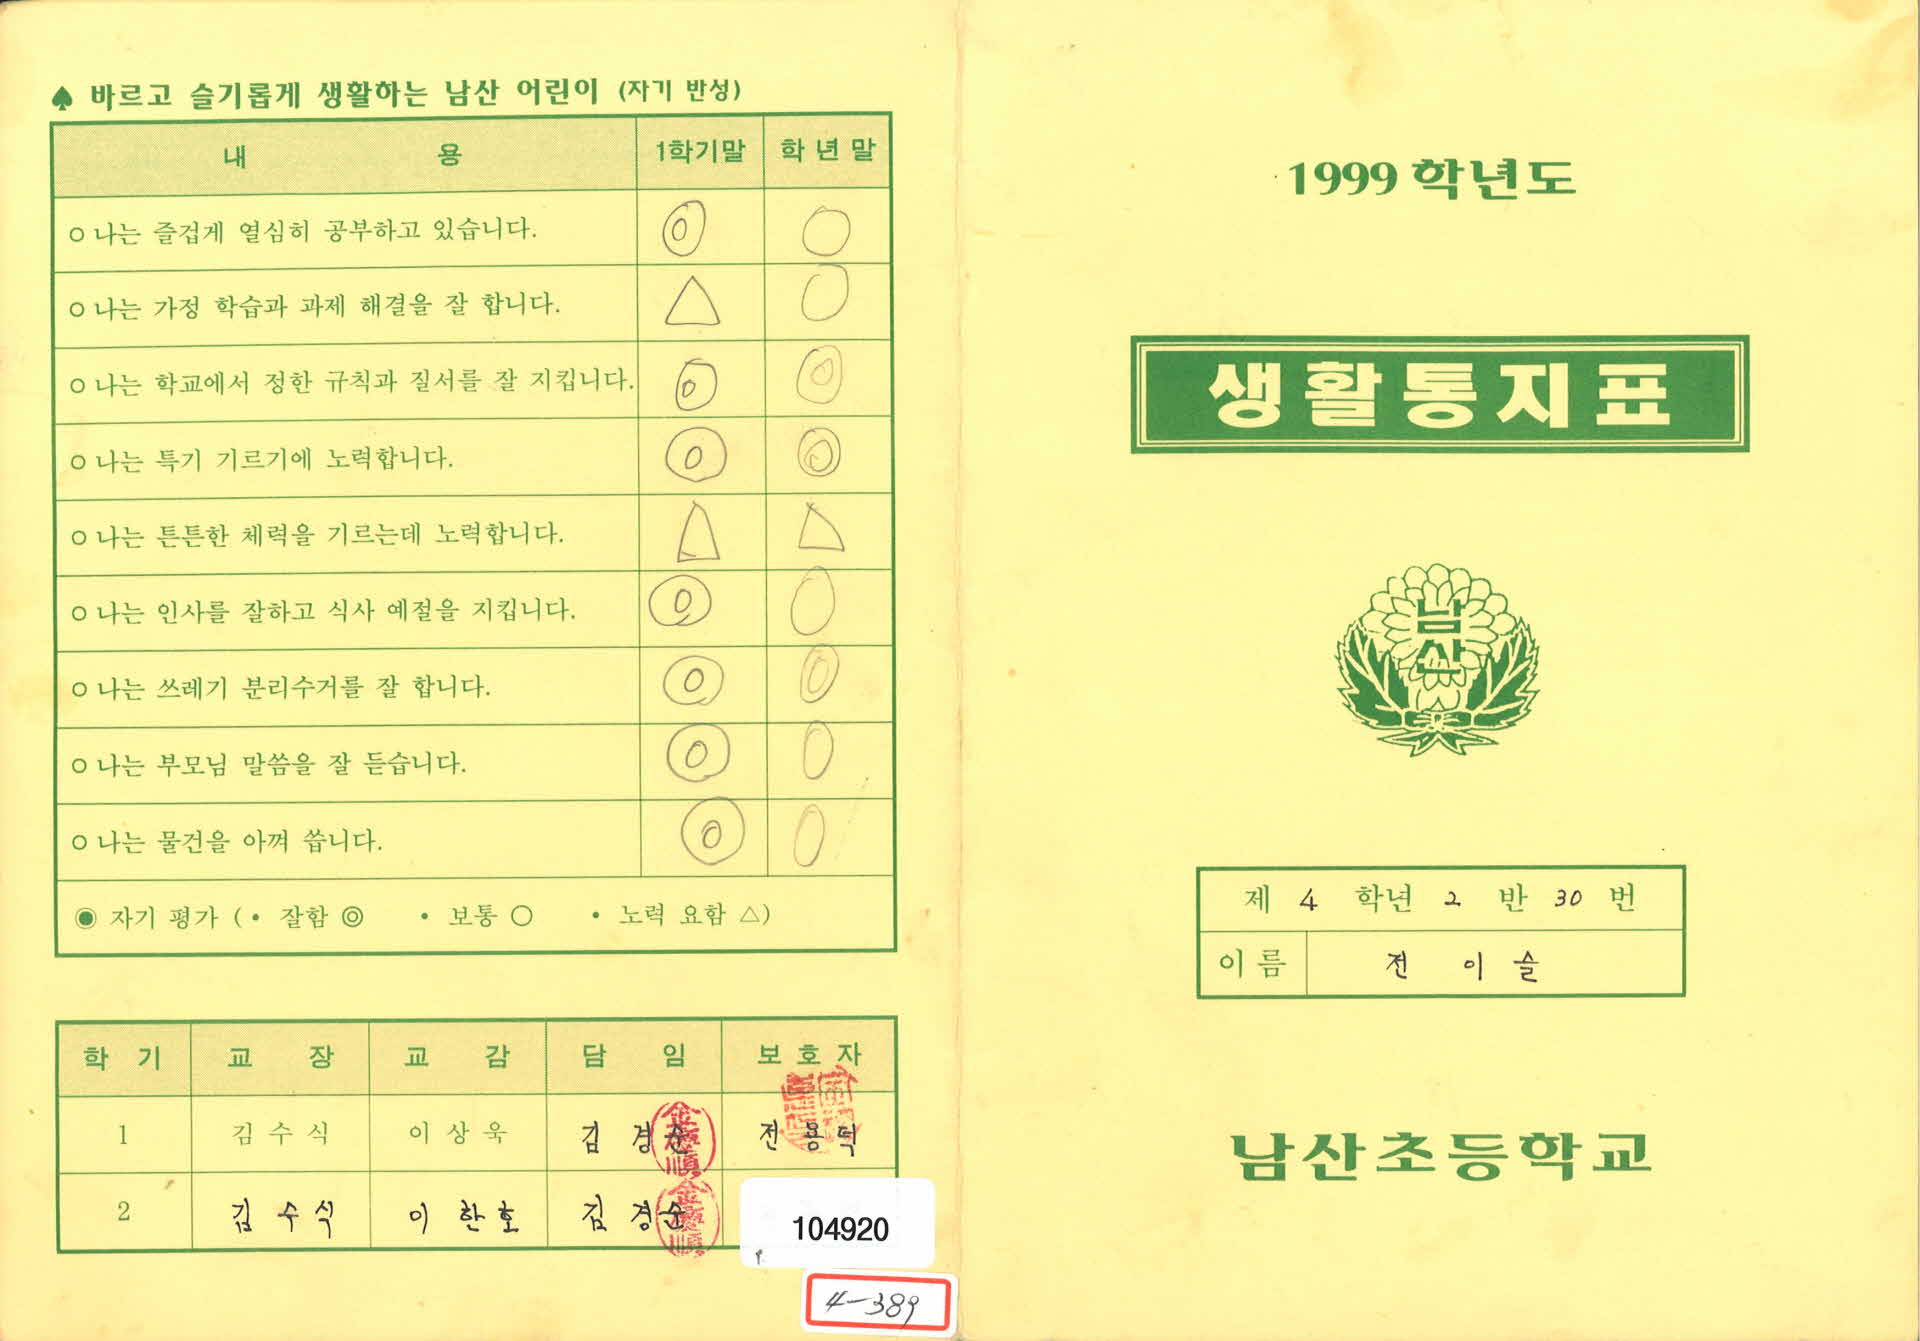 ♠ 바르고 슬기롭게 생활하는 남산 어린이 (자기 반성)
내 용 1학기말 학년말
○ 나는 즐겁게 열심히 공부하고 있습니다. ◎ ○
○ 나는 가정 학습과 과제 해결을 잘 합니다. △ ○
○ 나는 학교에서 정한 규칙과 질서를 잘 지킵니다. ◎ ◎
○ 나는 특기 기르기에 노력합니다. ◎ ◎
○ 나는 튼튼한 체력을 기르는데 노력합니다. △ △
○ 나는 인사를 잘하고 식사 예절을 지킵니다. ◎ ○
○ 나는 쓰레기 분리수거를 잘 합니다. ◎ ◎
○ 나는 부모님 말씀을 잘 듣습니다. ◎ ○
○ 나는 물건을 아껴 씁니다. ◎ ○
◉ 자기 평가 (• 잘함 ◎ • 보통 ○ • 노력 요함 △)
학 기 교 장 교 감 담 임 보 호 자
1 김 수 식 이 상 욱 김 경순 전 용덕
2 김 수 식 이 한 호 김 경순
104920
4-389
1999 학년도
생활통지표
남
산
제 4 학년 2 반 30 번
이름 전 이 슬
남산초등학교